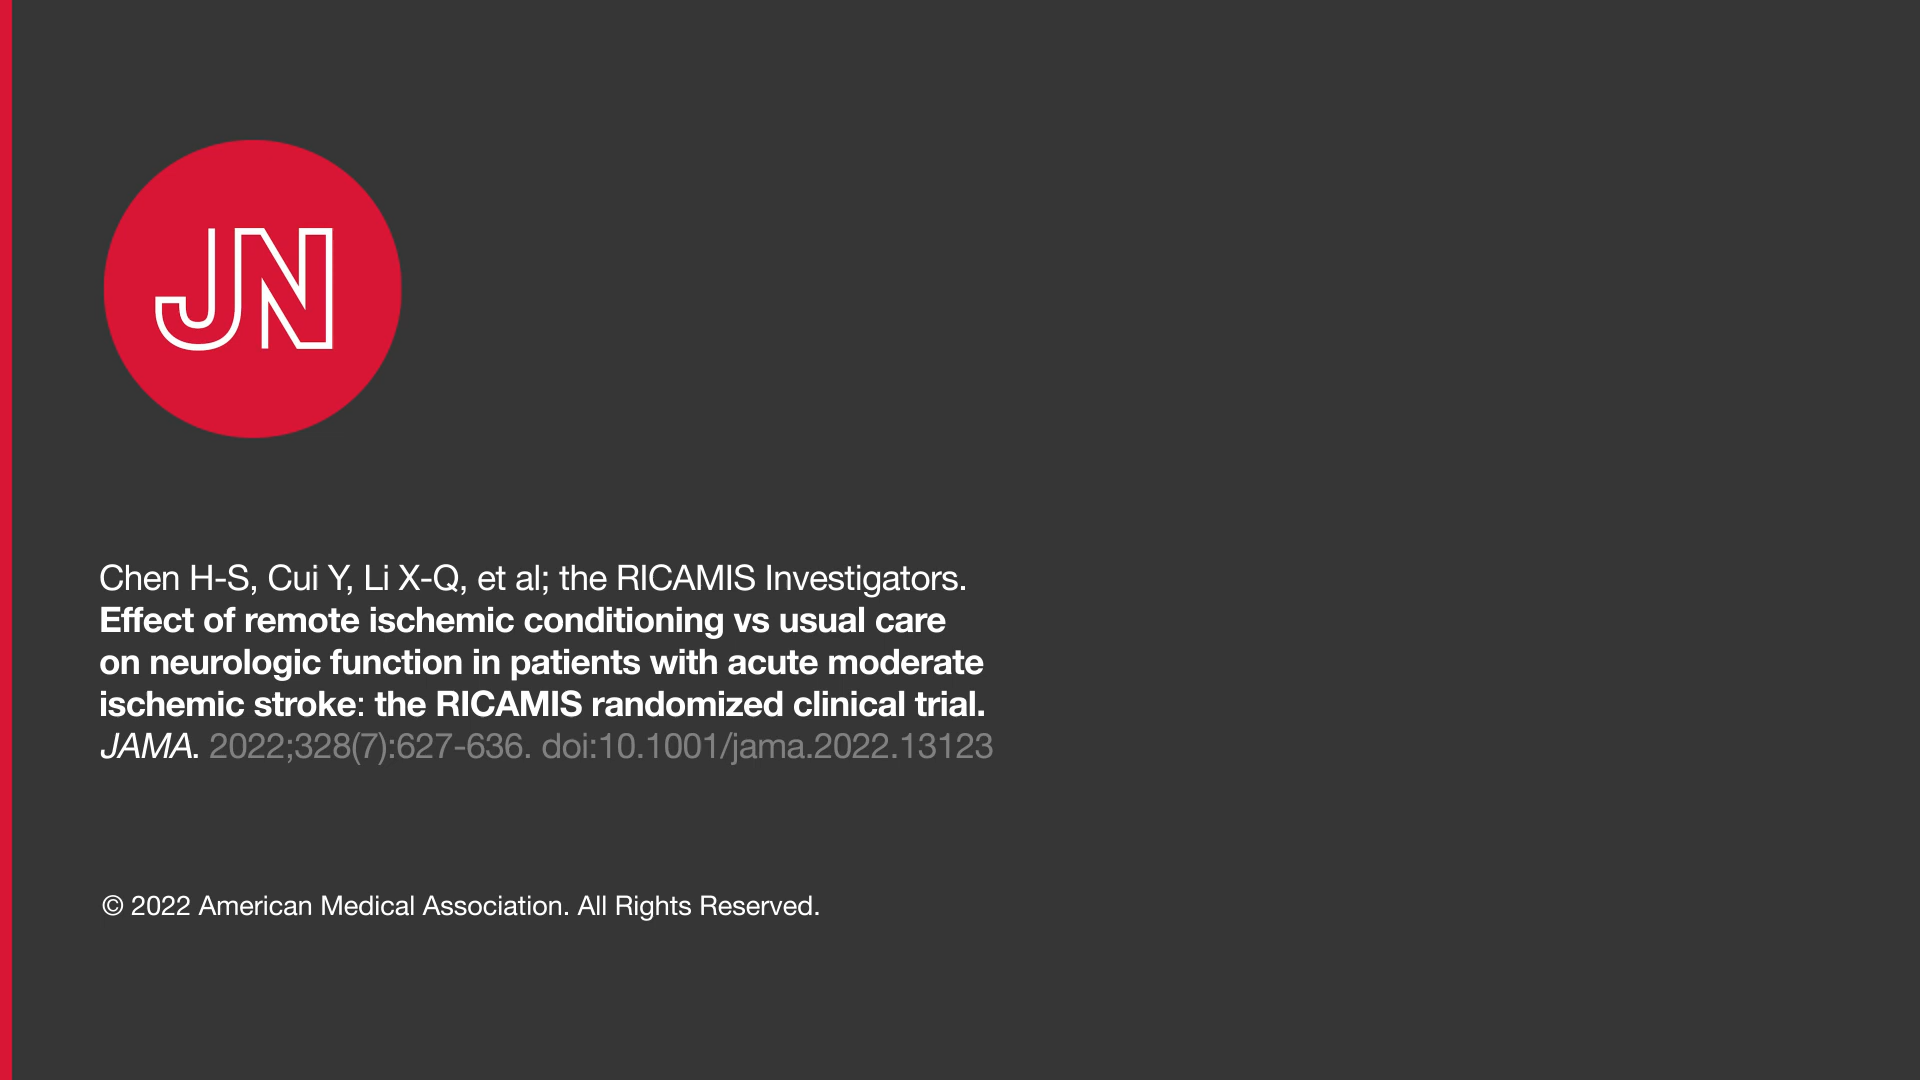 JN
Chen H-S, Cui Y, Li X-Q, et al; the RICAMIS Investigators.
Effect of remote ischemic conditioning vs usual care
on neurologic function in patients with acute moderate
ischemic stroke: the RICAMIS randomized clinical trial.
JAMA. 2022;328(7):627-636. doi:10.1001/jama.2022.13123
© 2022 American Medical Association. All Rights Reserved.